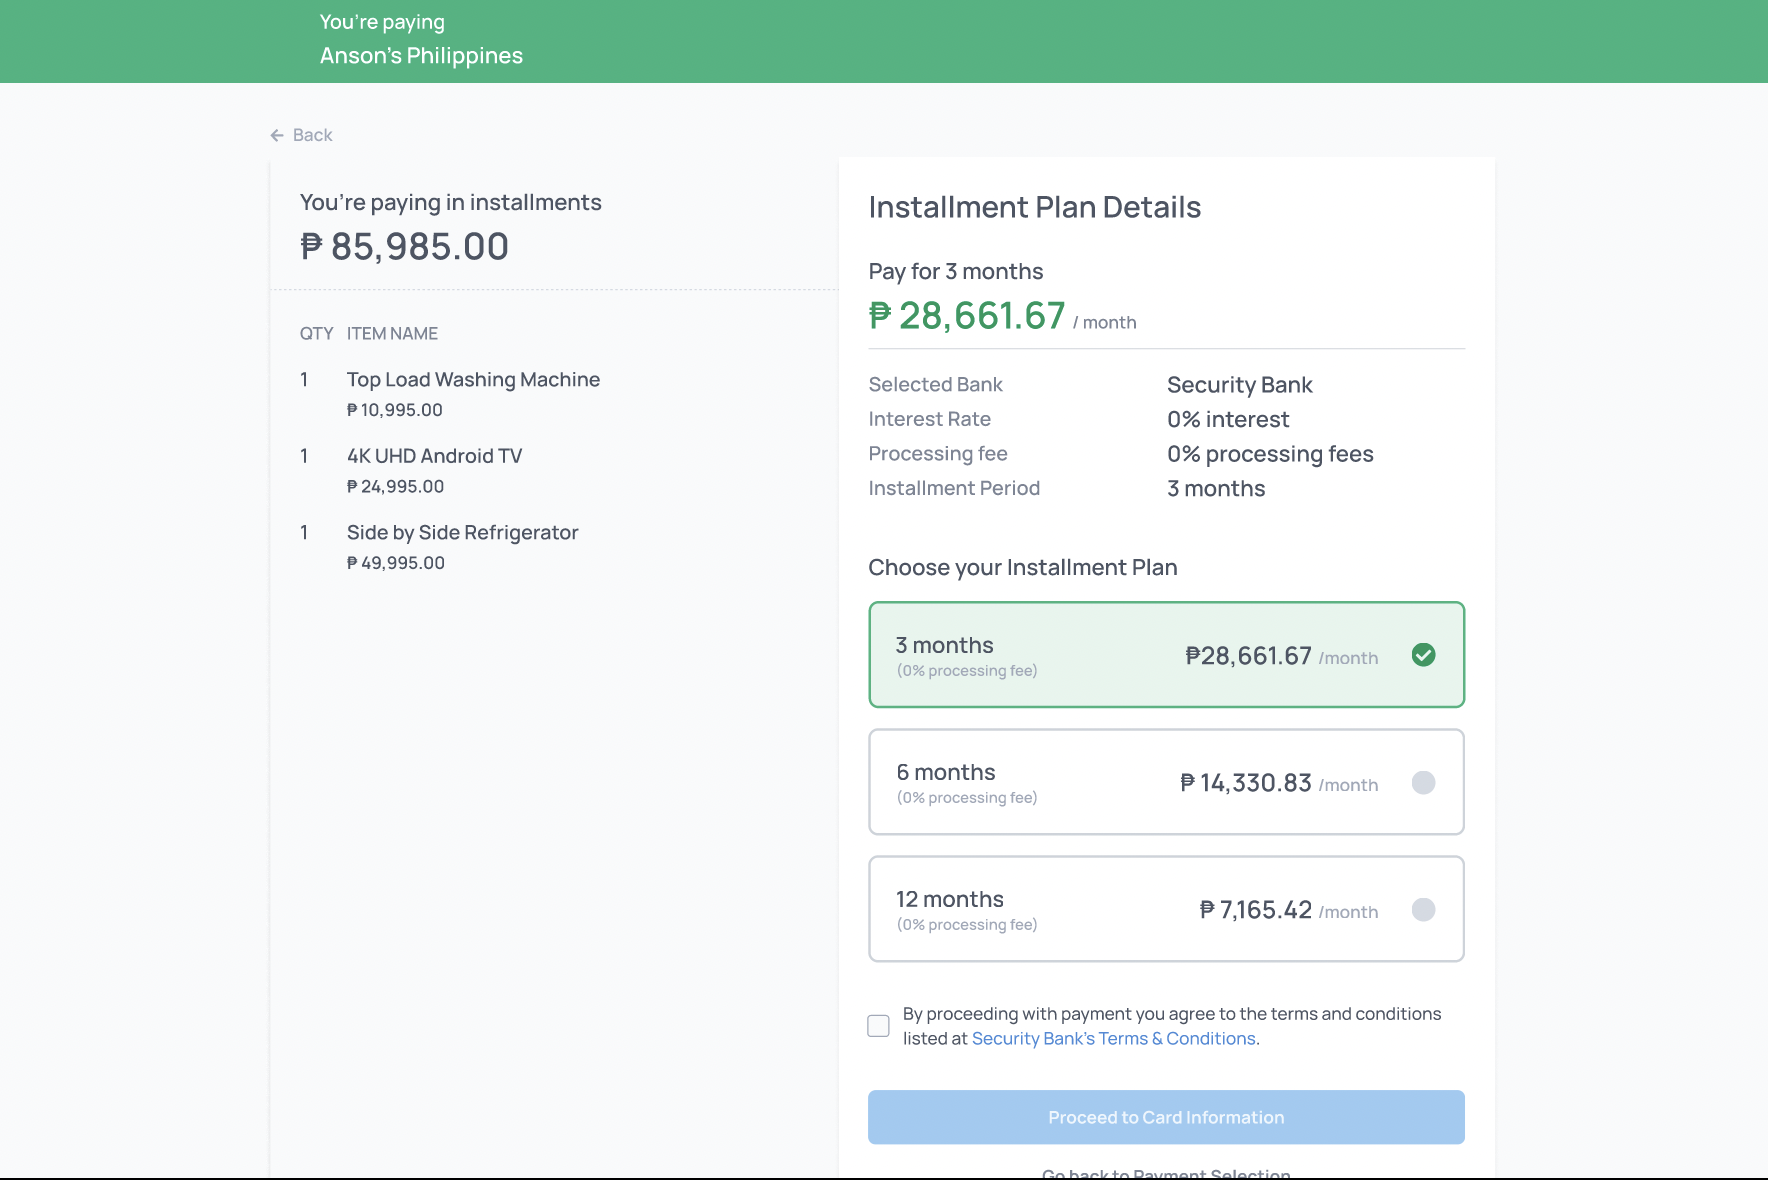 You're paying
Anson's Philippines
← Back
You're paying in installments
₱ 85,985.00
QTY ITEM NAME
1 Top Load Washing Machine
₱ 10,995.00
1 4K UHD Android TV
₱ 24,995.00
1 Side by Side Refrigerator
₱ 49,995.00
Installment Plan Details
Pay for 3 months
₱ 28,661.67 / month
Selected Bank Security Bank
Interest Rate 0% interest
Processing fee 0% processing fees
Installment Period 3 months
Choose your Installment Plan
3 months
(0% processing fee)
₱28,661.67 /month
6 months
(0% processing fee)
₱ 14,330.83 /month
12 months
(0% processing fee)
₱ 7,165.42 /month
By proceeding with payment you agree to the terms and conditions
listed at Security Bank's Terms & Conditions.
Proceed to Card Information
Go back to Payment Selection